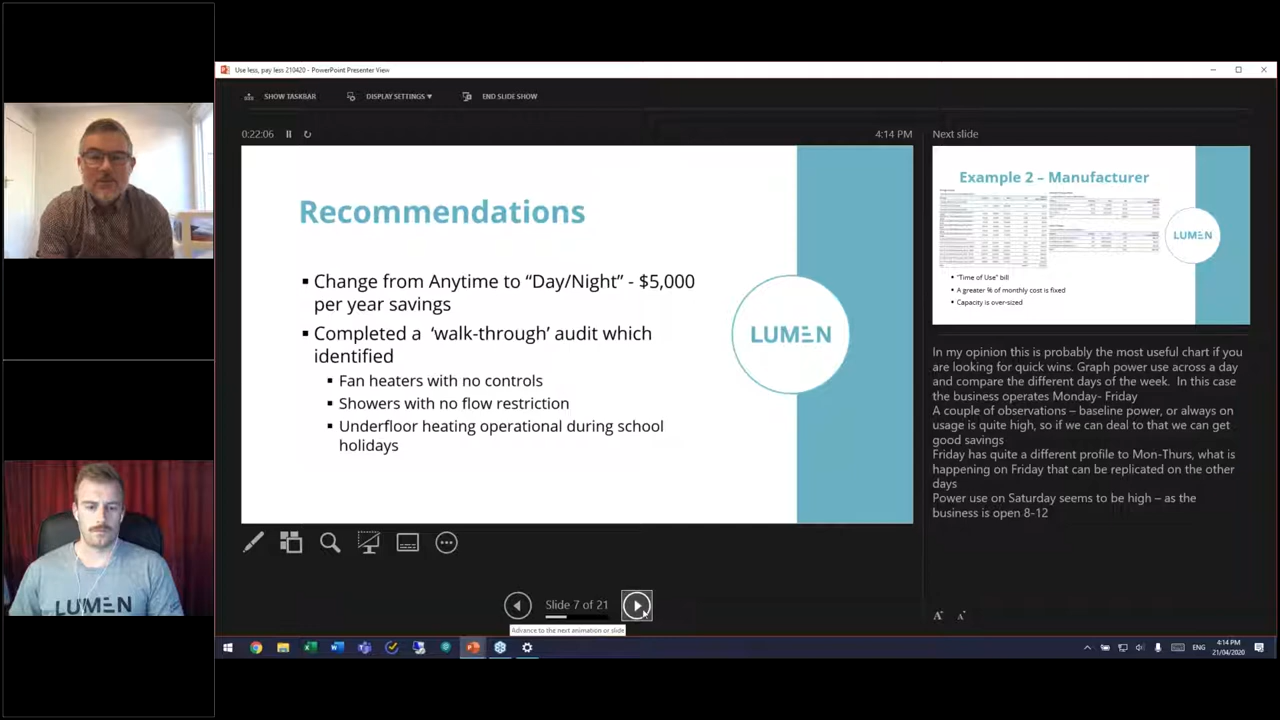 Use less, pay less 210420 - PowerPoint Presenter View
SHOW TASKBAR
DISPLAY SETTINGS ▾
END SLIDE SHOW
0:22:06
4:14 PM
Recommendations
▪ Change from Anytime to “Day/Night” - $5,000
per year savings
▪ Completed a ‘walk-through’ audit which
identified
▪ Fan heaters with no controls
▪ Showers with no flow restriction
▪ Underfloor heating operational during school
holidays
LUMEN
Next slide
Example 2 – Manufacturer
LUMEN
• "Time of Use" bill
• A greater % of monthly cost is fixed
• Capacity is over-sized
In my opinion this is probably the most useful chart if you
are looking for quick wins. Graph power use across a day
and compare the different days of the week. In this case
the business operates Monday- Friday
A couple of observations – baseline power, or always on
usage is quite high, so if we can deal to that we can get
good savings
Friday has quite a different profile to Mon-Thurs, what is
happening on Friday that can be replicated on the other
days
Power use on Saturday seems to be high – as the
business is open 8-12
Slide 7 of 21
Advance to the next animation or slide
A A
LUMEN
ENG
4:14 PM
21/04/2020